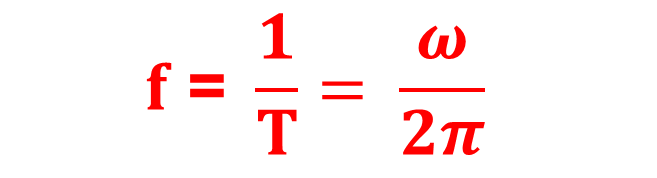 f = 1/T = ω/2π